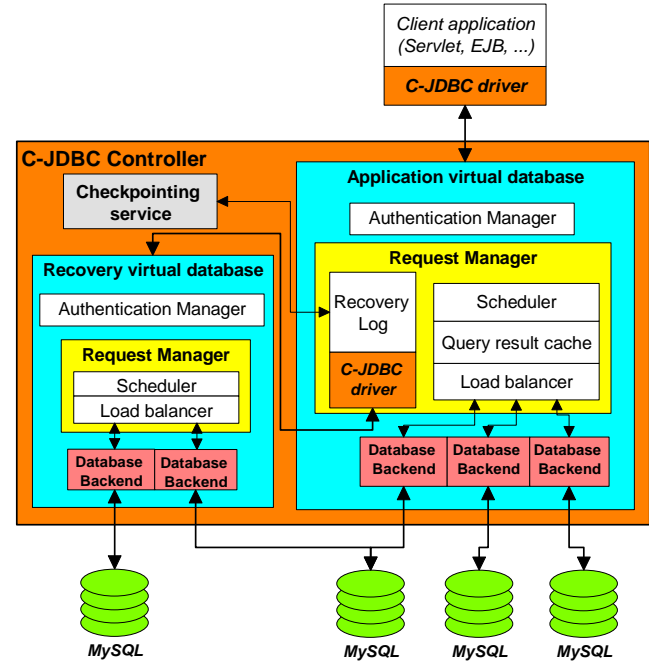 Client application
(Servlet, EJB, ...)
C-JDBC driver
C-JDBC Controller
Checkpointing
service
Application virtual database
Authentication Manager
Request Manager
Recovery
Log
C-JDBC
driver
Scheduler
Query result cache
Load balancer
Recovery virtual database
Authentication Manager
Request Manager
Scheduler
Load balancer
Database
Backend
Database
Backend
Database
Backend
Database
Backend
Database
Backend
MySQL
MySQL
MySQL
MySQL